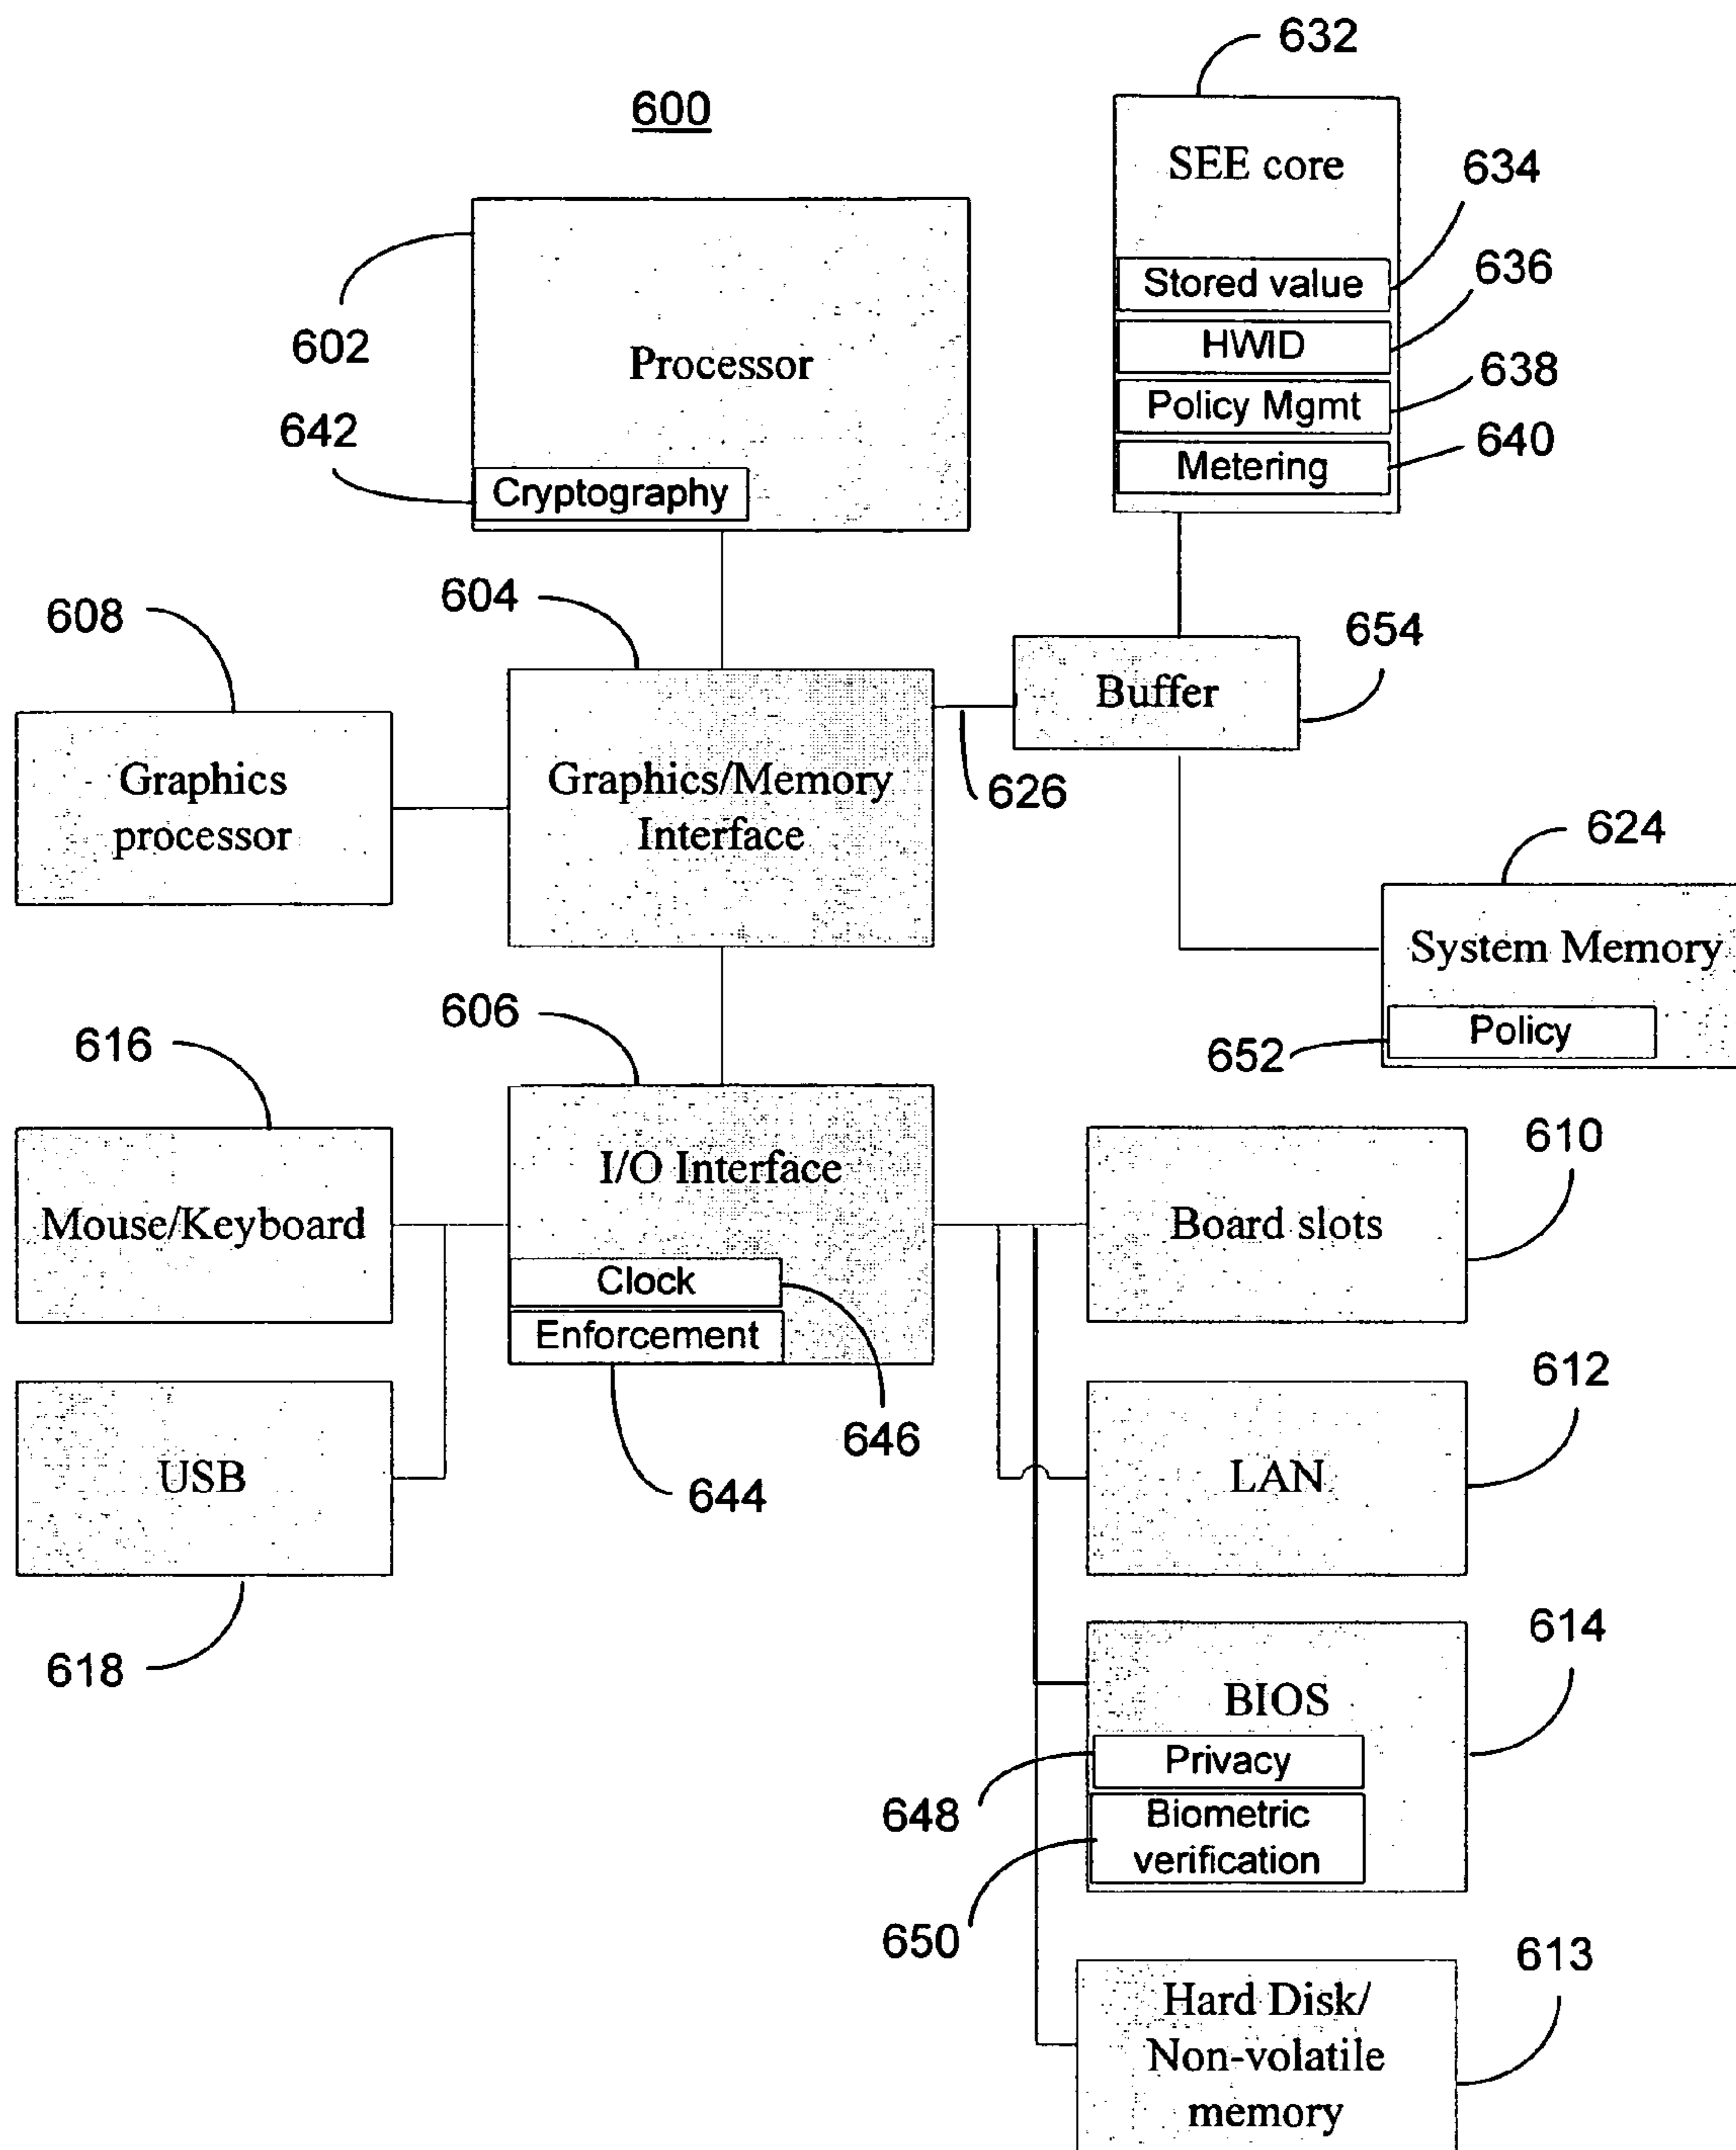 632
600
SEE core
634
Stored value
636
HWID
602
Processor
638
Policy Mgmt
642
640
Metering
Cryptography
604
608
654
Buffer
Graphics
processor
Graphics/Memory
Interface
626
624
System Memory
606
616
Policy
652
610
I/O Interface
Mouse/Keyboard
Board slots
Clock
Enforcement
612
646
USB
LAN
644
614
618
BIOS
Privacy
648
Biometric
verification
650
613
Hard Disk/
Non-volatile
memory